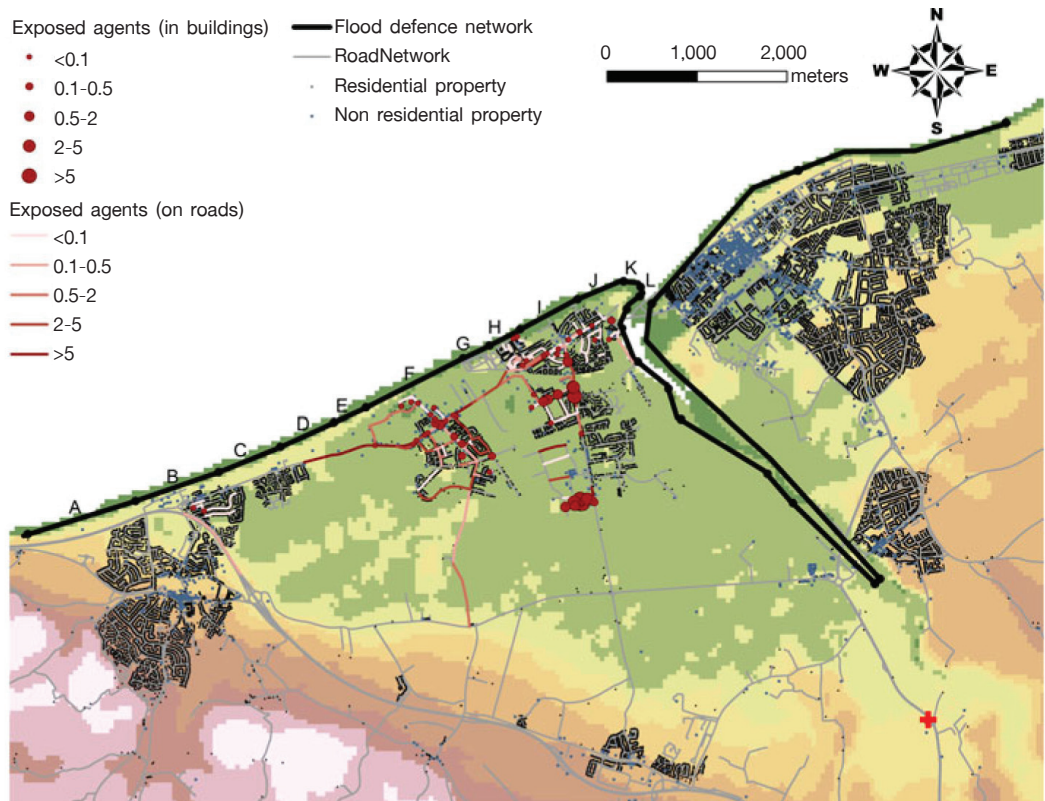 Exposed agents (in buildings)
<0.1
0.1-0.5
0.5-2
2-5
>5
Exposed agents (on roads)
<0.1
0.1-0.5
0.5-2
2-5
>5
Flood defence network
RoadNetwork
Residential property
Non residential property
0 1,000 2,000
meters
N
W E
S
A
B
C
D
E
F
G
H
I
J
K
L